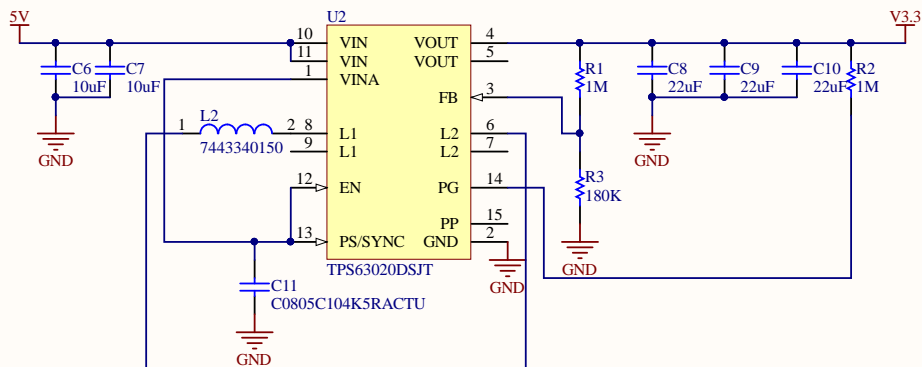 5V
U2
V3.3
10
VIN
VOUT
4
11
VIN
VOUT
5
1
VINA
C6
10uF
C7
10uF
R1
1M
C8
22uF
C9
22uF
C10
22uF
R2
1M
FB
3
GND
GND
L2
1
2
7443340150
8
L1
L2
6
9
L1
L2
7
12
EN
PG
14
R3
180K
PP
15
13
PS/SYNC
GND
2
TPS63020DSJT
GND
GND
C11
C0805C104K5RACTU
GND